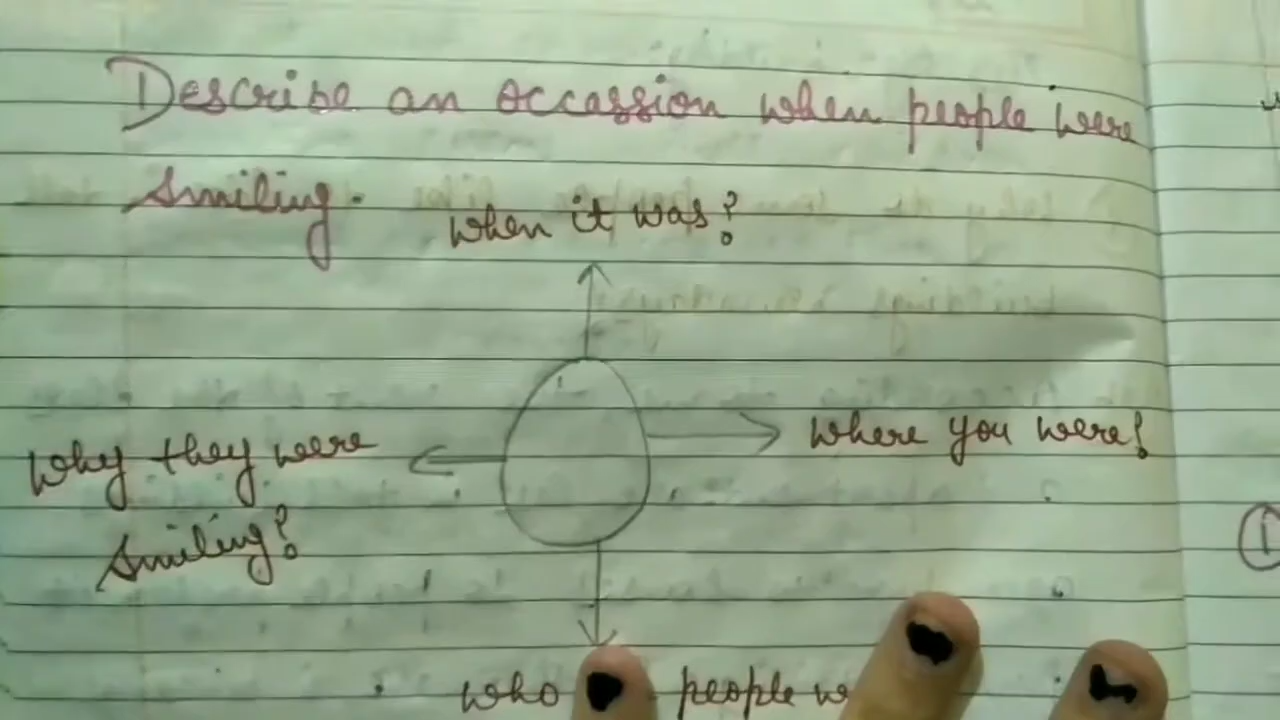 Describe an occassion when people were
smiling.
when it was?
where you were?
why they were
smiling?
who people